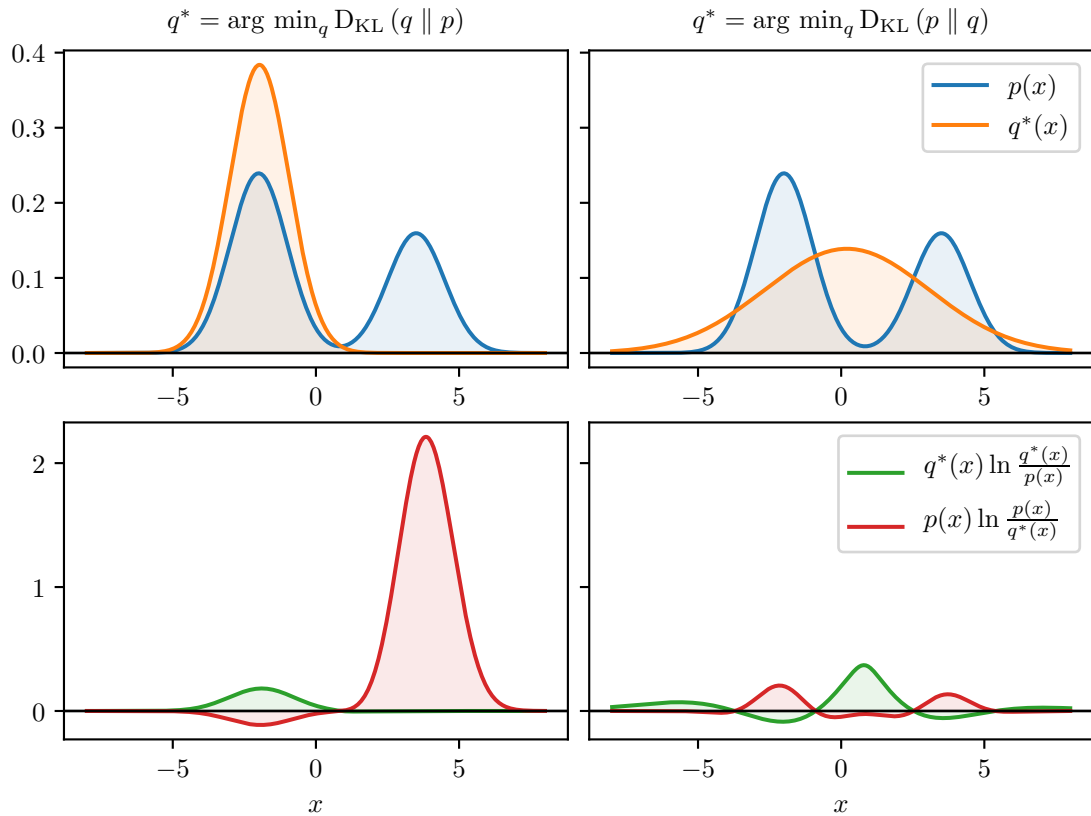 q* = arg min_q D_KL (q ∥ p)
q* = arg min_q D_KL (p ∥ q)
0.4
0.3
0.2
0.1
0.0
−5 0 5
p(x)
q*(x)
−5 0 5
2
1
0
−5 0 5
x
q*(x) ln q*(x)/p(x)
p(x) ln p(x)/q*(x)
−5 0 5
x